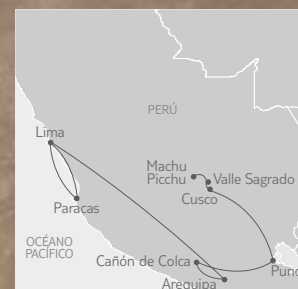 PERÚ
Lima
Machu
Picchu
Valle Sagrado
Cusco
Paracas
OCÉANO
PACÍFICO
Cañón de Colca
Puno
Arequipa